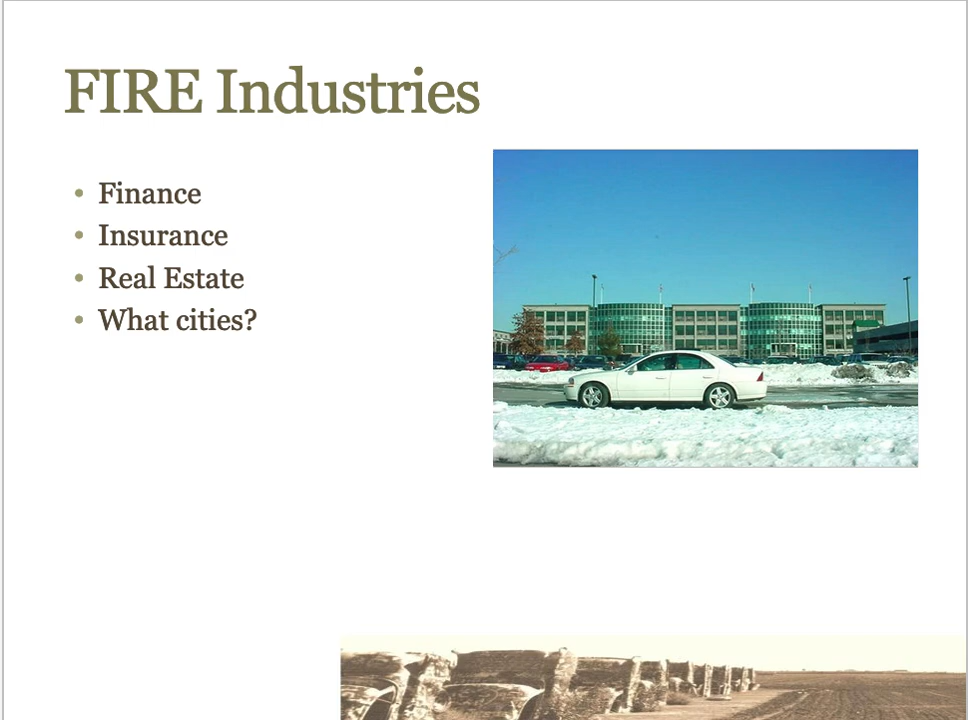 FIRE Industries
• Finance
• Insurance
• Real Estate
• What cities?